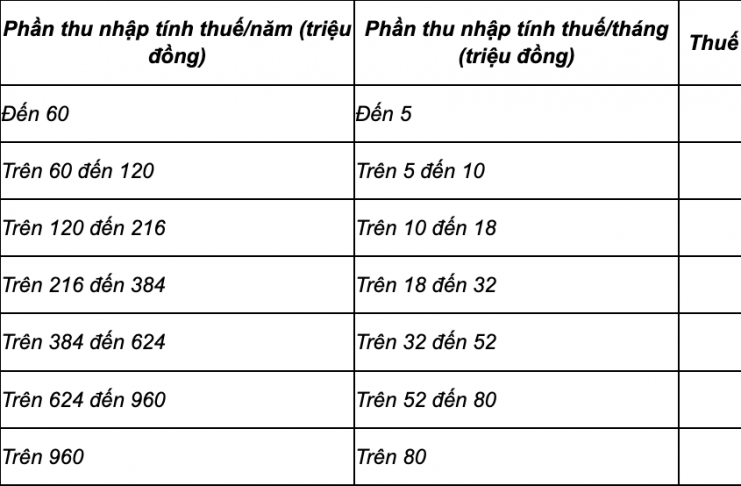 Phần thu nhập tính thuế/năm (triệu
đồng)
Phần thu nhập tính thuế/tháng
(triệu đồng)
Thuế
Đến 60
Đến 5
Trên 60 đến 120
Trên 5 đến 10
Trên 120 đến 216
Trên 10 đến 18
Trên 216 đến 384
Trên 18 đến 32
Trên 384 đến 624
Trên 32 đến 52
Trên 624 đến 960
Trên 52 đến 80
Trên 960
Trên 80